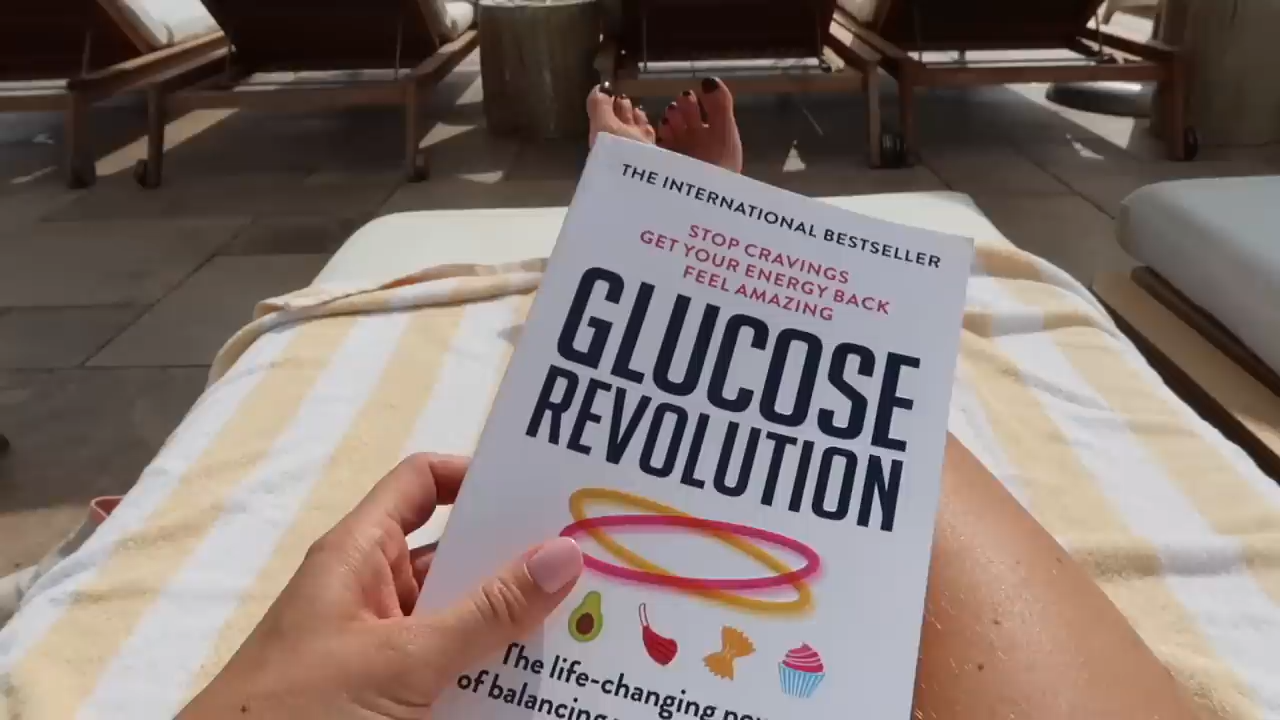 THE INTERNATIONAL BESTSELLER
STOP CRAVINGS
GET YOUR ENERGY BACK
FEEL AMAZING
GLUCOSE
REVOLUTION
The life-changing
of balancing